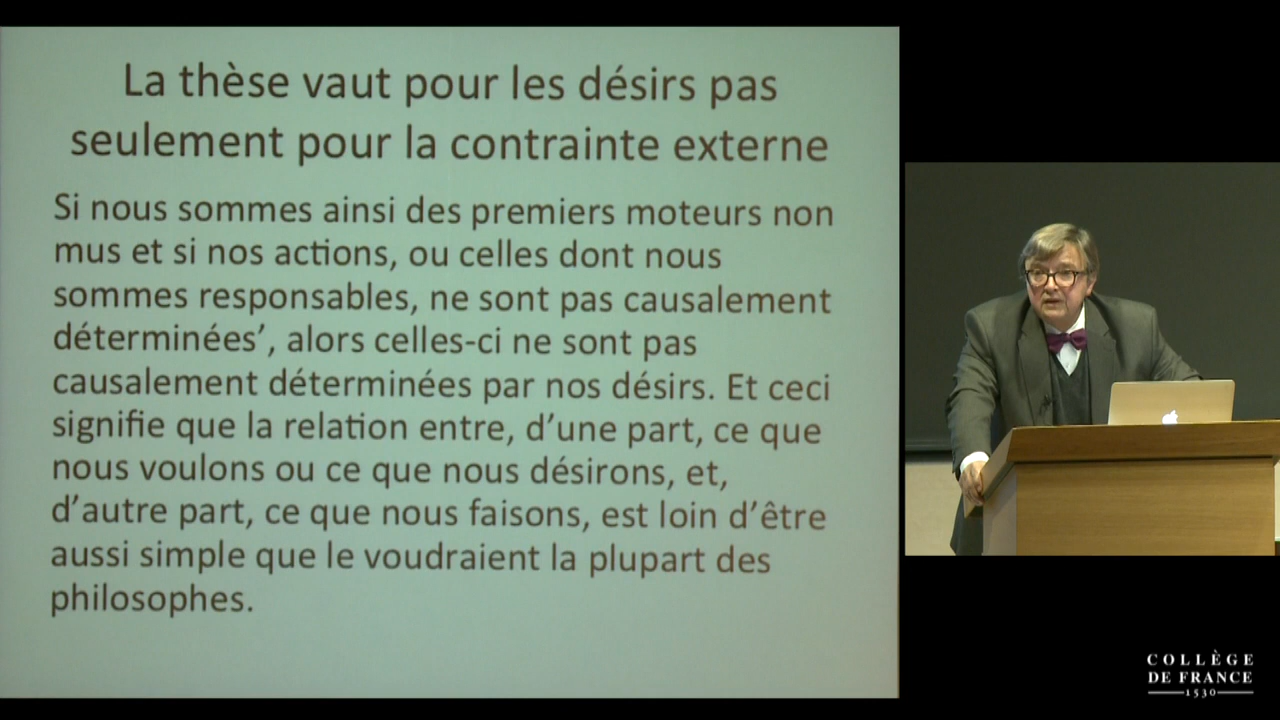 La thèse vaut pour les désirs pas
seulement pour la contrainte externe
Si nous sommes ainsi des premiers moteurs non
mus et si nos actions, ou celles dont nous
sommes responsables, ne sont pas causalement
déterminées’, alors celles-ci ne sont pas
causalement déterminées par nos désirs. Et ceci
signifie que la relation entre, d’une part, ce que
nous voulons ou ce que nous désirons, et,
d’autre part, ce que nous faisons, est loin d’être
aussi simple que le voudraient la plupart des
philosophes.
COLLÈGE
DE FRANCE
1530